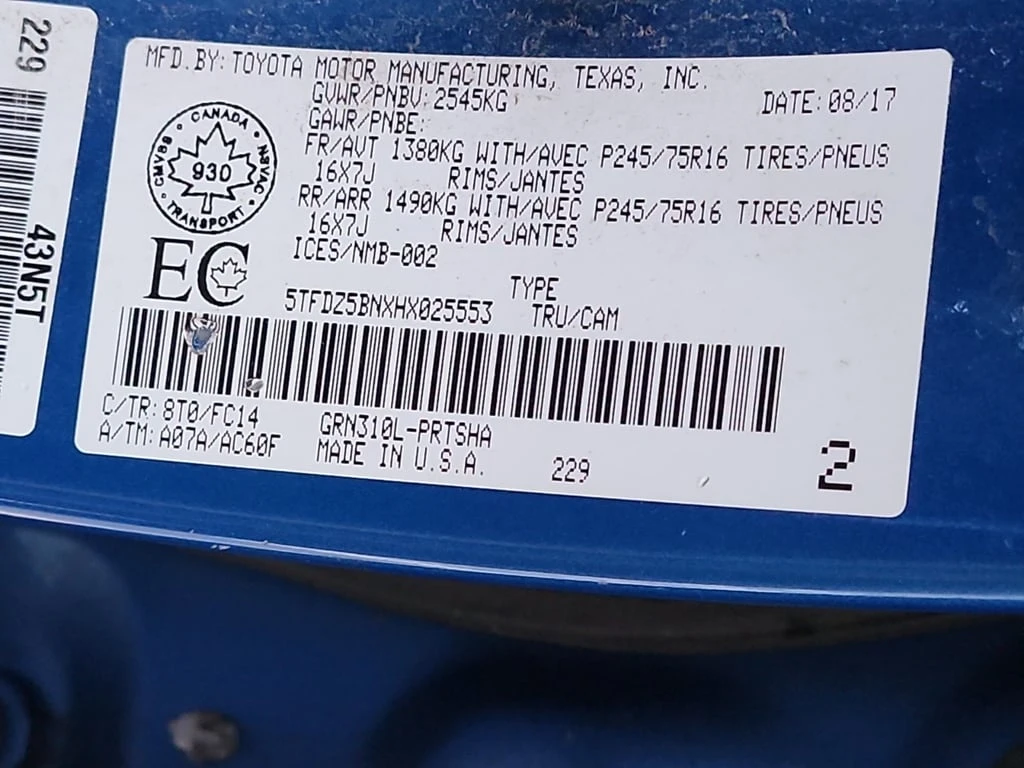 229
43N5T
MFD.BY:TOYOTA MOTOR MANUFACTURING, TEXAS, INC.
GVWR/PNBV:2545KG
DATE:08/17
GAWR/PNBE:
FR/AVT 1380KG WITH/AVEC P245/75R16 TIRES/PNEUS
16X7J RIMS/JANTES
RR/ARR 1490KG WITH/AVEC P245/75R16 TIRES/PNEUS
16X7J RIMS/JANTES
ICES/NMB-002
CANADA
CMVSS
NSVAC
930
TRANSPORT
EC
TYPE
5TFDZ5BNXHX025553 TRU/CAM
C/TR:8T0/FC14 GRN310L-PRTSHA
A/TM:A07A/AC60F MADE IN U.S.A. 229
2